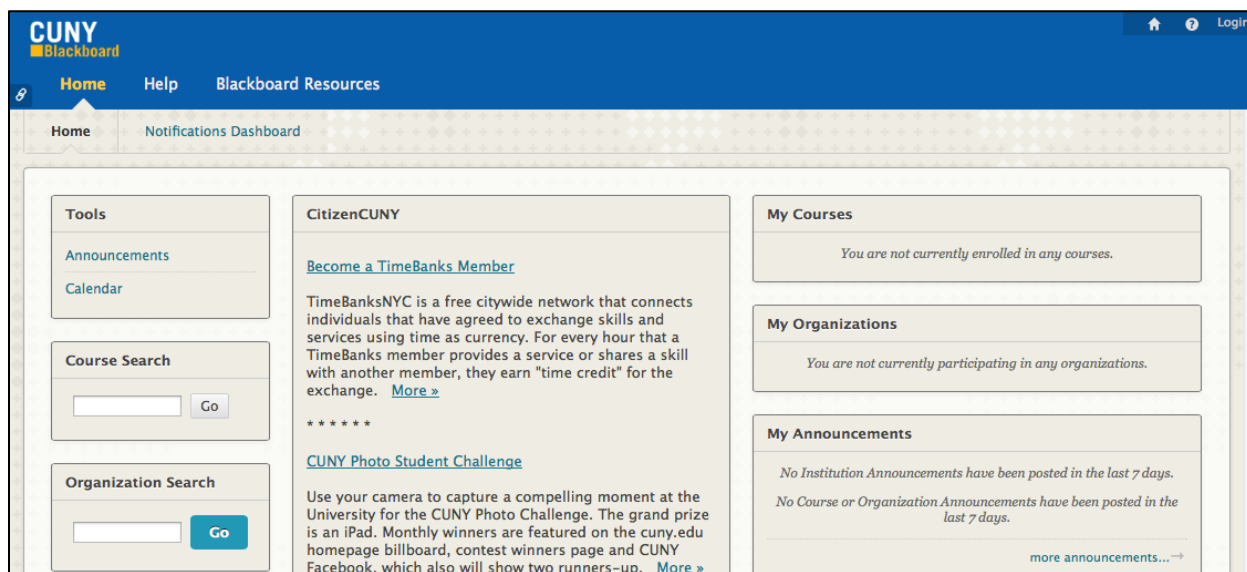 CUNY
Blackboard
Login
Home Help Blackboard Resources
Home Notifications Dashboard
Tools
Announcements
Calendar
Course Search
Go
Organization Search
Go
CitizenCUNY
Become a TimeBanks Member
TimeBanksNYC is a free citywide network that connects
individuals that have agreed to exchange skills and
services using time as currency. For every hour that a
TimeBanks member provides a service or shares a skill
with another member, they earn "time credit" for the
exchange. More »
* * * * * *
CUNY Photo Student Challenge
Use your camera to capture a compelling moment at the
University for the CUNY Photo Challenge. The grand prize
is an iPad. Monthly winners are featured on the cuny.edu
homepage billboard, contest winners page and CUNY
Facebook, which also will show two runners-up. More »
My Courses
You are not currently enrolled in any courses.
My Organizations
You are not currently participating in any organizations.
My Announcements
No Institution Announcements have been posted in the last 7 days.
No Course or Organization Announcements have been posted in the
last 7 days.
more announcements...→